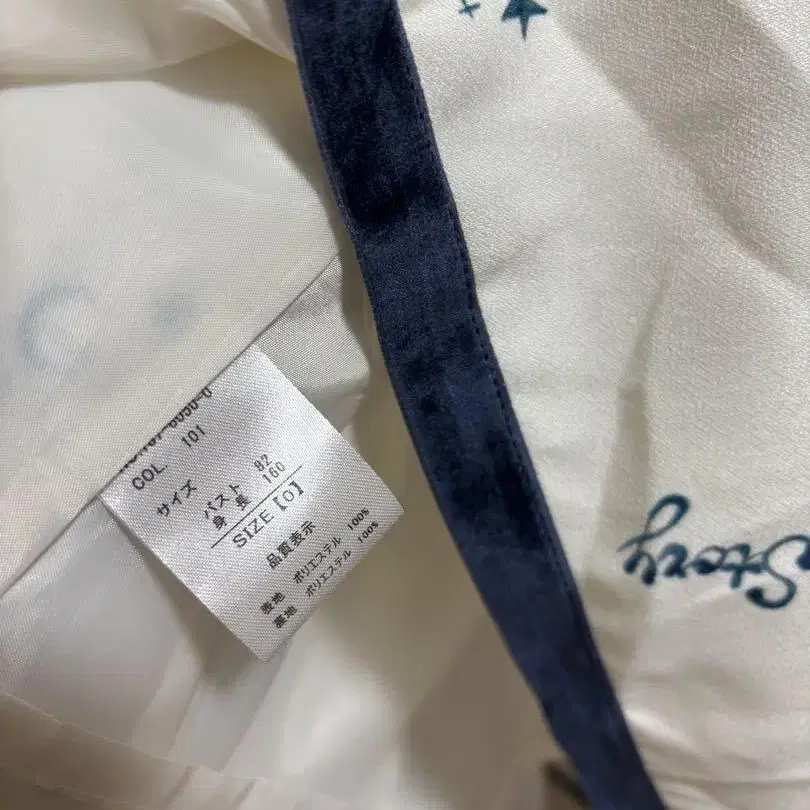 COL. 101
サイズ
バスト 82
身長 160
SIZE【0】
品質表示
表地 ポリエステル 100%
裏地 ポリエステル 100%
Story